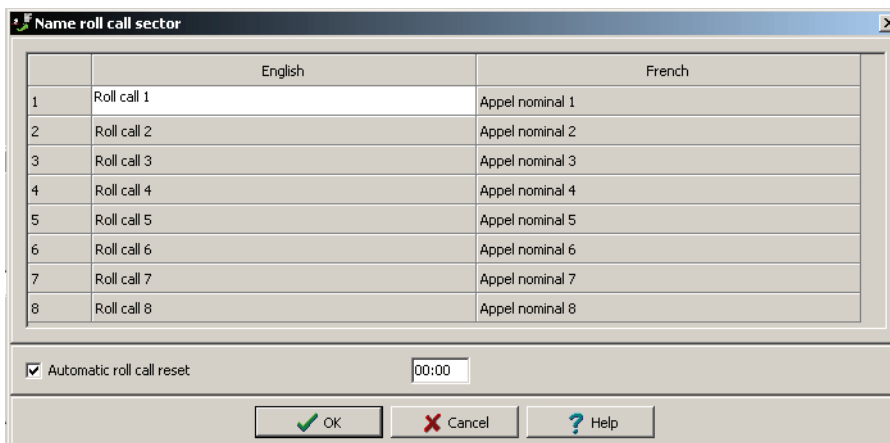 Name roll call sector
English French
1 Roll call 1 Appel nominal 1
2 Roll call 2 Appel nominal 2
3 Roll call 3 Appel nominal 3
4 Roll call 4 Appel nominal 4
5 Roll call 5 Appel nominal 5
6 Roll call 6 Appel nominal 6
7 Roll call 7 Appel nominal 7
8 Roll call 8 Appel nominal 8
Automatic roll call reset 00:00
OK Cancel ? Help